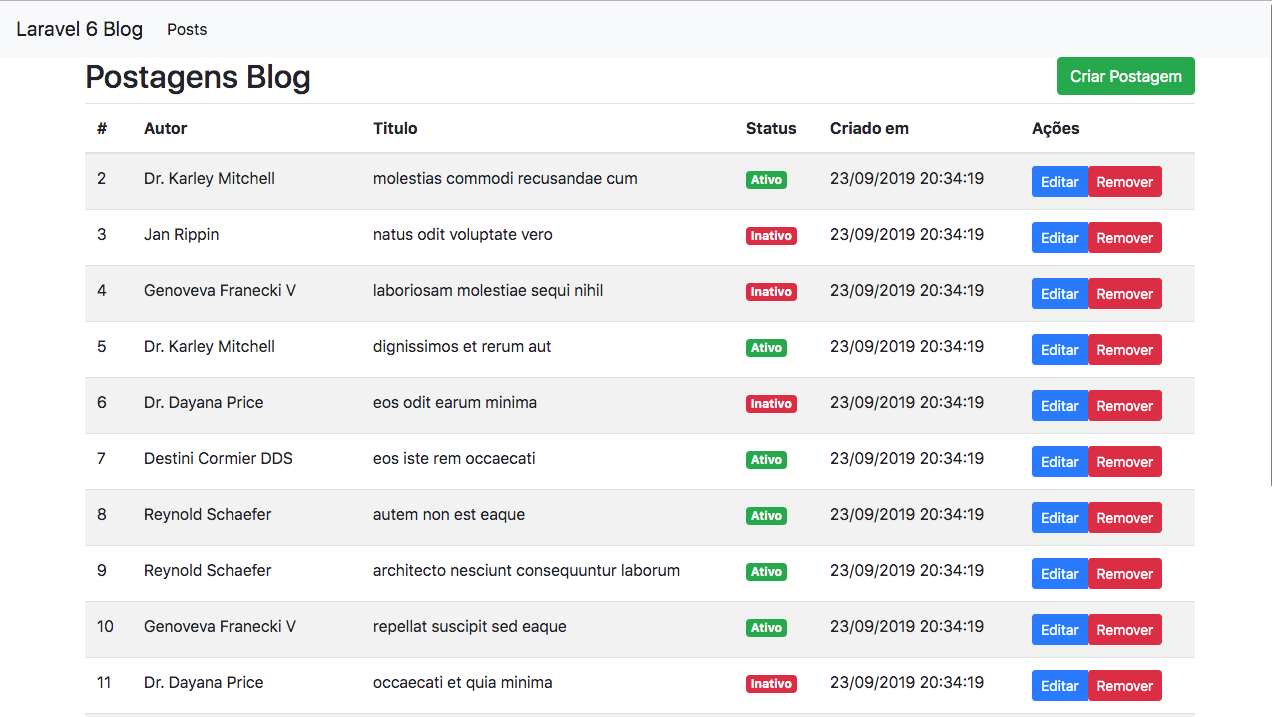 Laravel 6 Blog Posts
Postagens Blog Criar Postagem
# Autor Titulo Status Criado em Ações
2 Dr. Karley Mitchell molestias commodi recusandae cum Ativo 23/09/2019 20:34:19 Editar Remover
3 Jan Rippin natus odit voluptate vero Inativo 23/09/2019 20:34:19 Editar Remover
4 Genoveva Franecki V laboriosam molestiae sequi nihil Inativo 23/09/2019 20:34:19 Editar Remover
5 Dr. Karley Mitchell dignissimos et rerum aut Ativo 23/09/2019 20:34:19 Editar Remover
6 Dr. Dayana Price eos odit earum minima Inativo 23/09/2019 20:34:19 Editar Remover
7 Destini Cormier DDS eos iste rem occaecati Ativo 23/09/2019 20:34:19 Editar Remover
8 Reynold Schaefer autem non est eaque Ativo 23/09/2019 20:34:19 Editar Remover
9 Reynold Schaefer architecto nesciunt consequuntur laborum Ativo 23/09/2019 20:34:19 Editar Remover
10 Genoveva Franecki V repellat suscipit sed eaque Ativo 23/09/2019 20:34:19 Editar Remover
11 Dr. Dayana Price occaecati et quia minima Inativo 23/09/2019 20:34:19 Editar Remover